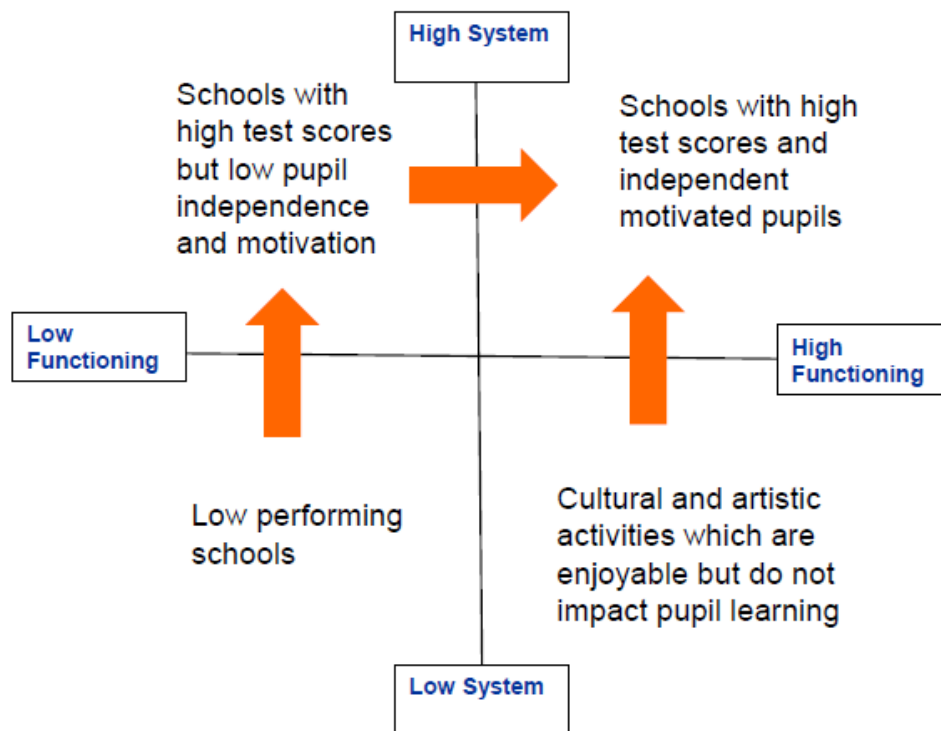 High System
Schools with
high test scores
but low pupil
independence
and motivation
Schools with high
test scores and
independent
motivated pupils
Low
Functioning
High
Functioning
Low performing
schools
Cultural and artistic
activities which are
enjoyable but do not
impact pupil learning
Low System